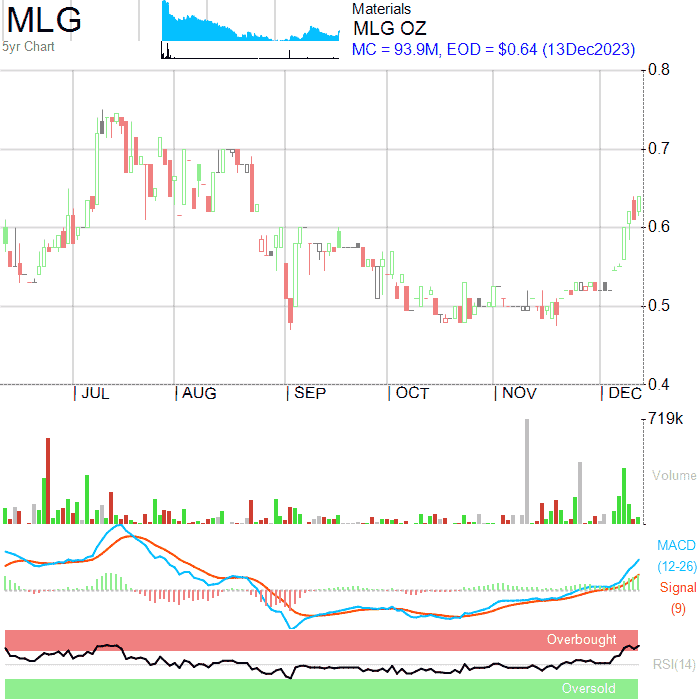 MLG
5yr Chart
Materials
MLG OZ
MC = 93.9M, EOD = $0.64 (13Dec2023)
0.8
0.7
0.6
0.5
0.4
JUL AUG SEP OCT NOV DEC
719k
Volume
MACD
(12-26)
Signal
(9)
Overbought
RSI(14)
Oversold